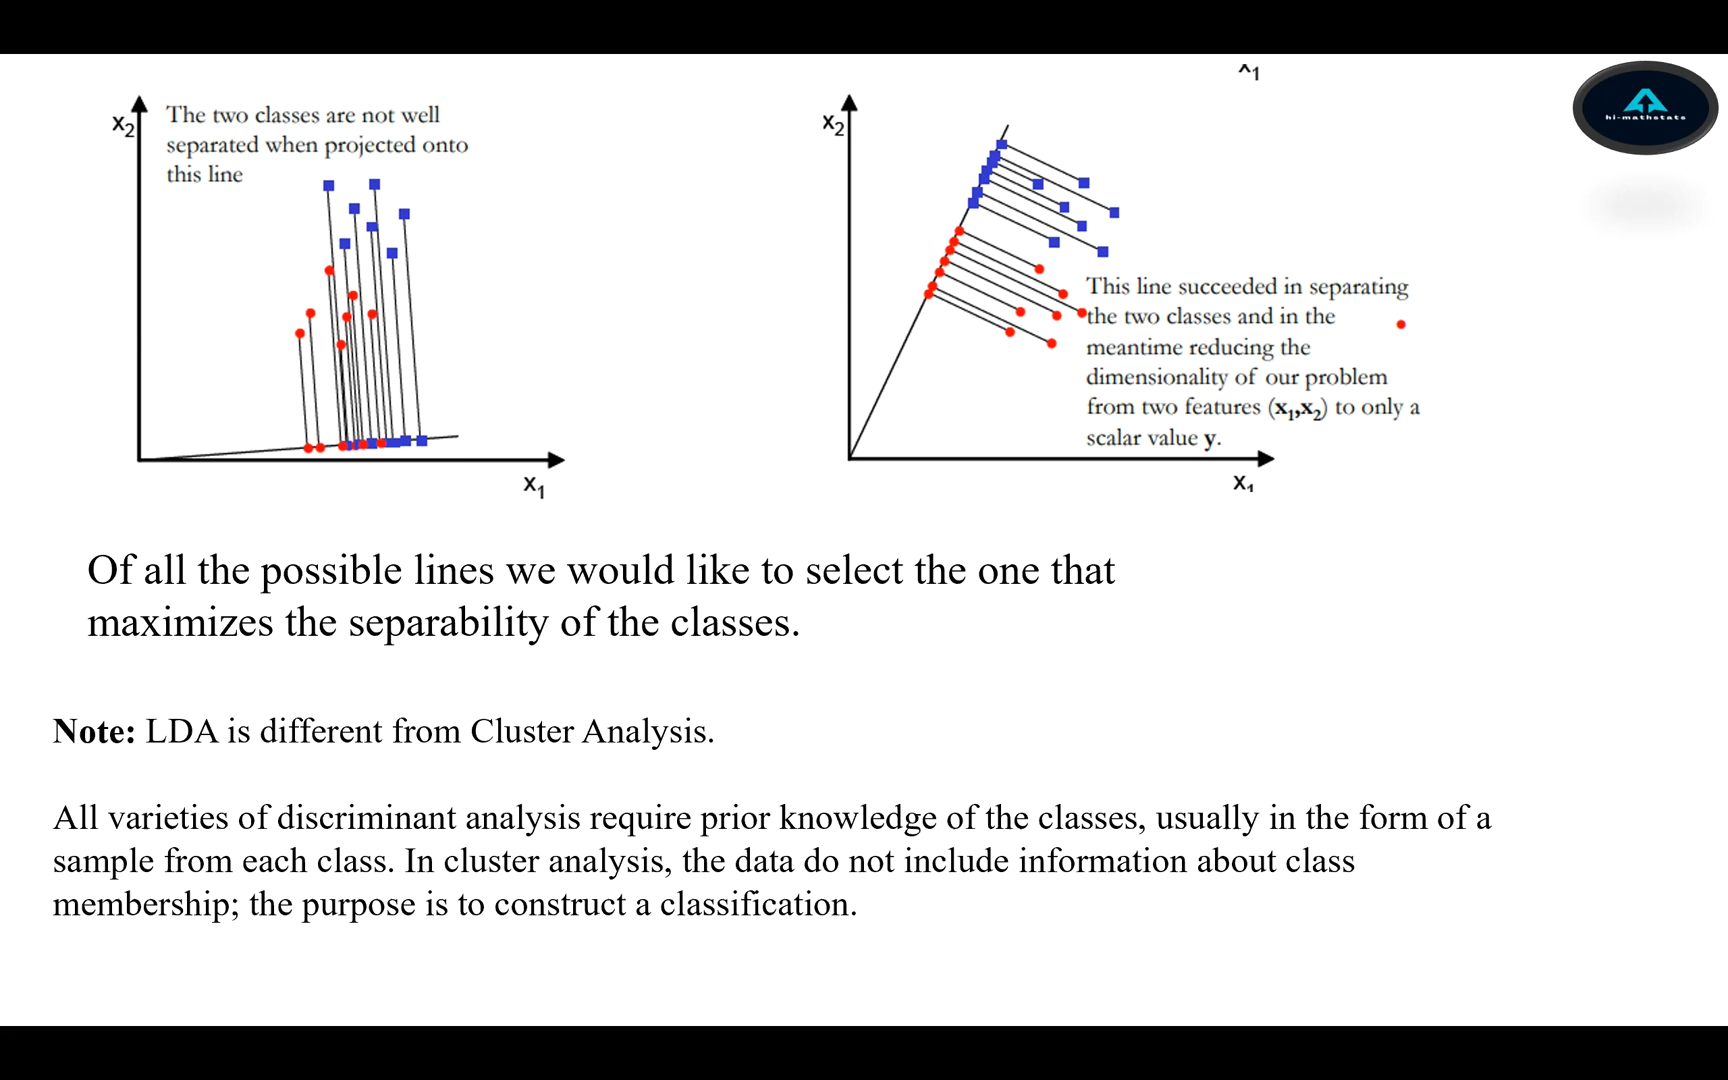 ^1
hi-mathstats
X2
The two classes are not well
separated when projected onto
this line
X1
X2
This line succeeded in separating
the two classes and in the
meantime reducing the
dimensionality of our problem
from two features (x1,x2) to only a
scalar value y.
X1
Of all the possible lines we would like to select the one that
maximizes the separability of the classes.
Note: LDA is different from Cluster Analysis.
All varieties of discriminant analysis require prior knowledge of the classes, usually in the form of a
sample from each class. In cluster analysis, the data do not include information about class
membership; the purpose is to construct a classification.